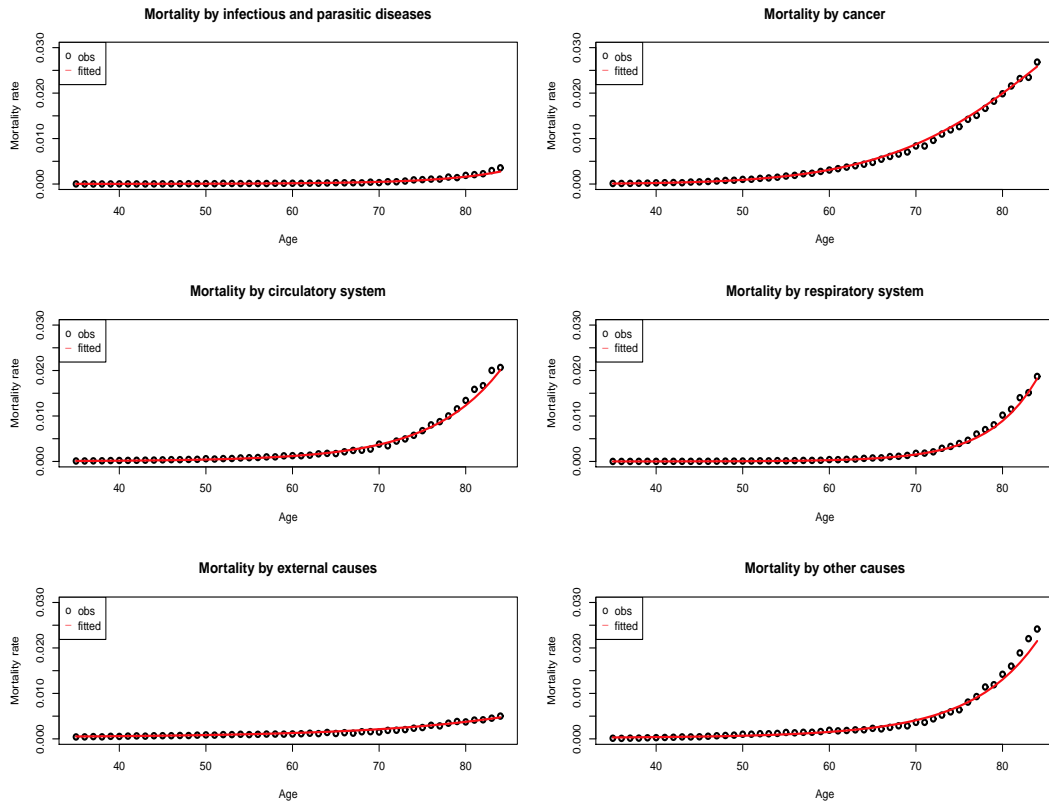 Mortality by infectious and parasitic diseases
Mortality rate
0.000 0.010 0.020 0.030
obs
fitted
40 50 60 70 80
Age
Mortality by cancer
Mortality rate
0.000 0.010 0.020 0.030
obs
fitted
40 50 60 70 80
Age
Mortality by circulatory system
Mortality rate
0.000 0.010 0.020 0.030
obs
fitted
40 50 60 70 80
Age
Mortality by respiratory system
Mortality rate
0.000 0.010 0.020 0.030
obs
fitted
40 50 60 70 80
Age
Mortality by external causes
Mortality rate
0.000 0.010 0.020 0.030
obs
fitted
40 50 60 70 80
Age
Mortality by other causes
Mortality rate
0.000 0.010 0.020 0.030
obs
fitted
40 50 60 70 80
Age